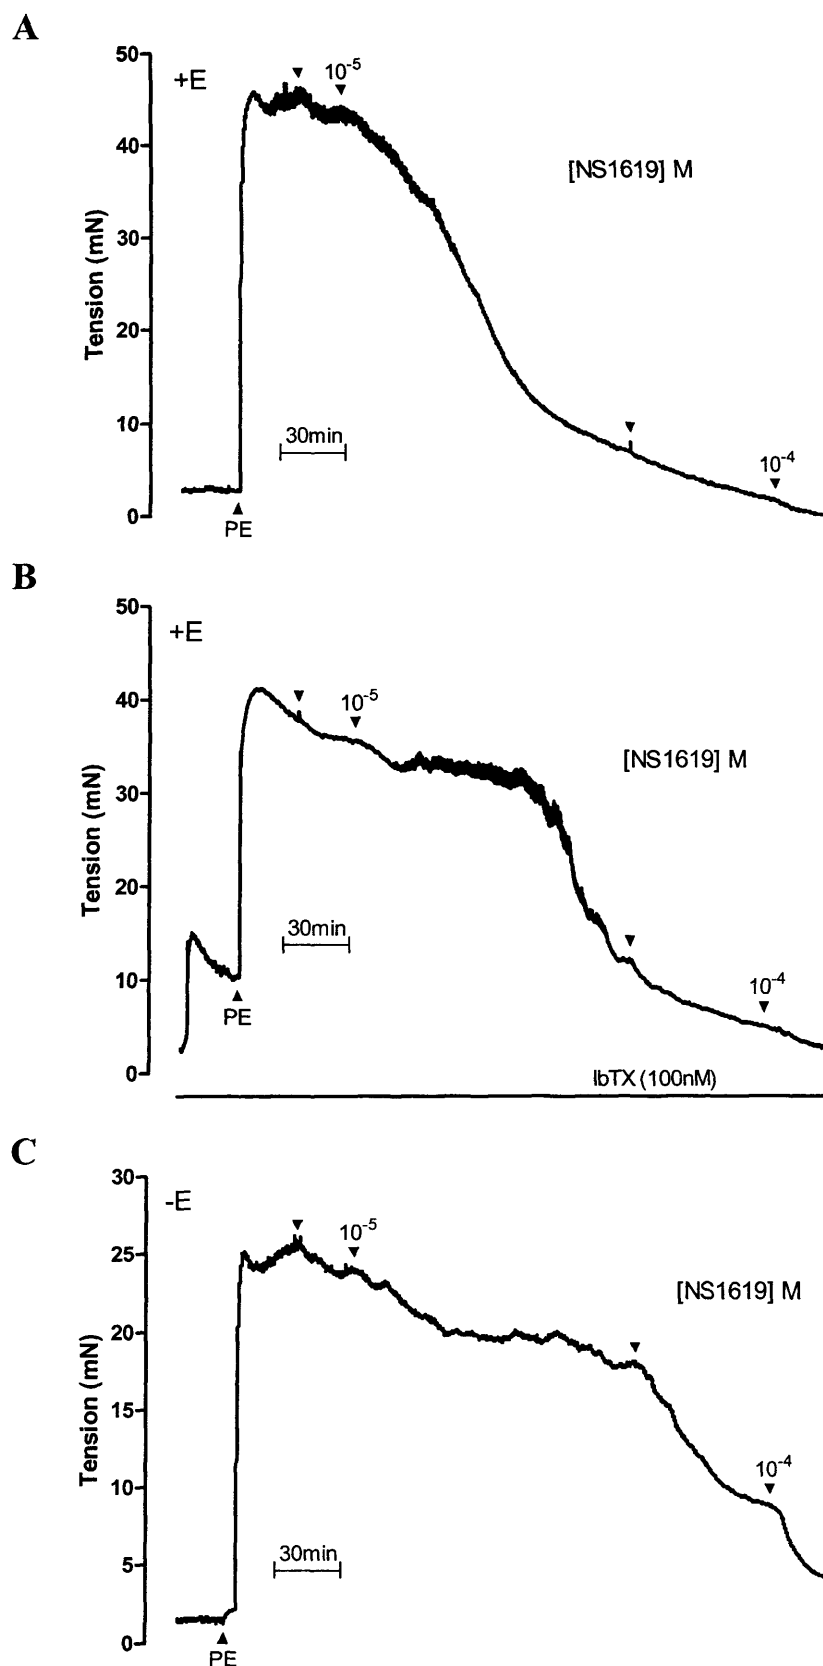 A
50
+E
10⁻⁵
40
[NS1619] M
30
Tension (mN)
20
10
30min
10⁻⁴
0
PE
B
50
+E
40
10⁻⁵
[NS1619] M
30
Tension (mN)
20
30min
10
10⁻⁴
PE
0
IbTX (100nM)
C
30
-E
10⁻⁵
25
[NS1619] M
20
Tension (mN)
15
10
10⁻⁴
30min
5
0
PE